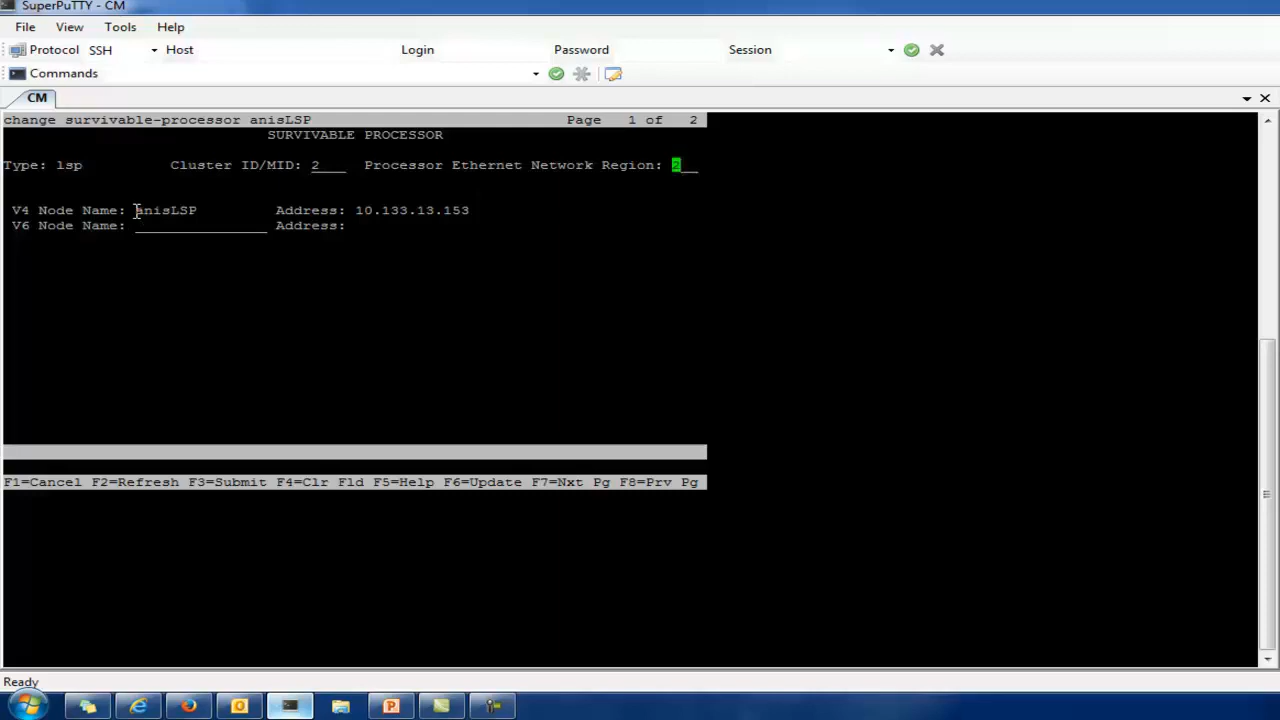 SuperPuTTY - CM
File View Tools Help
Protocol SSH Host Login Password Session
Commands
CM
change survivable-processor anisLSP Page 1 of 2
SURVIVABLE PROCESSOR
Type: lsp Cluster ID/MID: 2 Processor Ethernet Network Region: 2
V4 Node Name: anisLSP Address: 10.133.13.153
V6 Node Name: Address:
F1=Cancel F2=Refresh F3=Submit F4=Clr Fld F5=Help F6=Update F7=Nxt Pg F8=Prv Pg
Ready